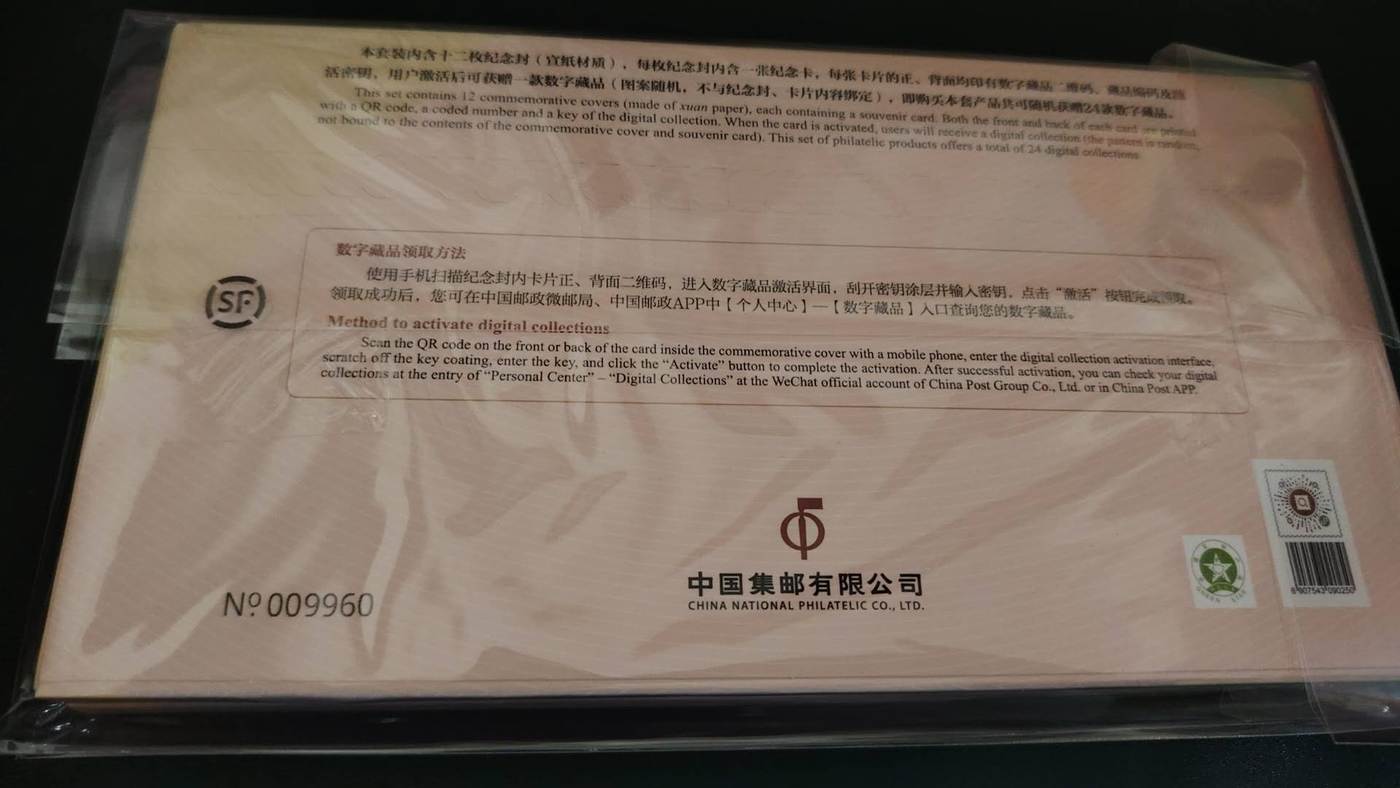 本套装内含十二枚纪念封（宣纸材质），每枚纪念封内含一张纪念卡，每张卡片的正、背面均印有数字藏品二维码、藏品编码及激
活密钥，用户激活后可获赠一款数字藏品（图案随机，不与纪念封、卡片内容绑定），即购买本套产品共可随机获赠24款数字藏品。
This set contains 12 commemorative covers (made of xuan paper), each containing a souvenir card. Both the front and back of each card are printed
with a QR code, a coded number and a key of the digital collection. When the card is activated, users will receive a digital collection (the pattern is random,
not bound to the contents of the commemorative cover and souvenir card). This set of philatelic products offers a total of 24 digital collections.
数字藏品领取方法
使用手机扫描纪念封内卡片正、背面二维码，进入数字藏品激活界面，刮开密钥涂层并输入密钥，点击“激活”按钮完成领取。
领取成功后，您可在中国邮政微邮局、中国邮政APP中【个人中心】—【数字藏品】入口查询您的数字藏品。
SF
Method to activate digital collections
Scan the QR code on the front or back of the card inside the commemorative cover with a mobile phone, enter the digital collection activation interface,
scratch off the key coating, enter the key, and click the “Activate” button to complete the activation. After successful activation, you can check your digital
collections at the entry of “Personal Center” – “Digital Collections” at the WeChat official account of China Post Group Co., Ltd. or in China Post APP.
中国集邮有限公司
CHINA NATIONAL PHILATELIC CO., LTD.
Nº 009960
6 907543 090250